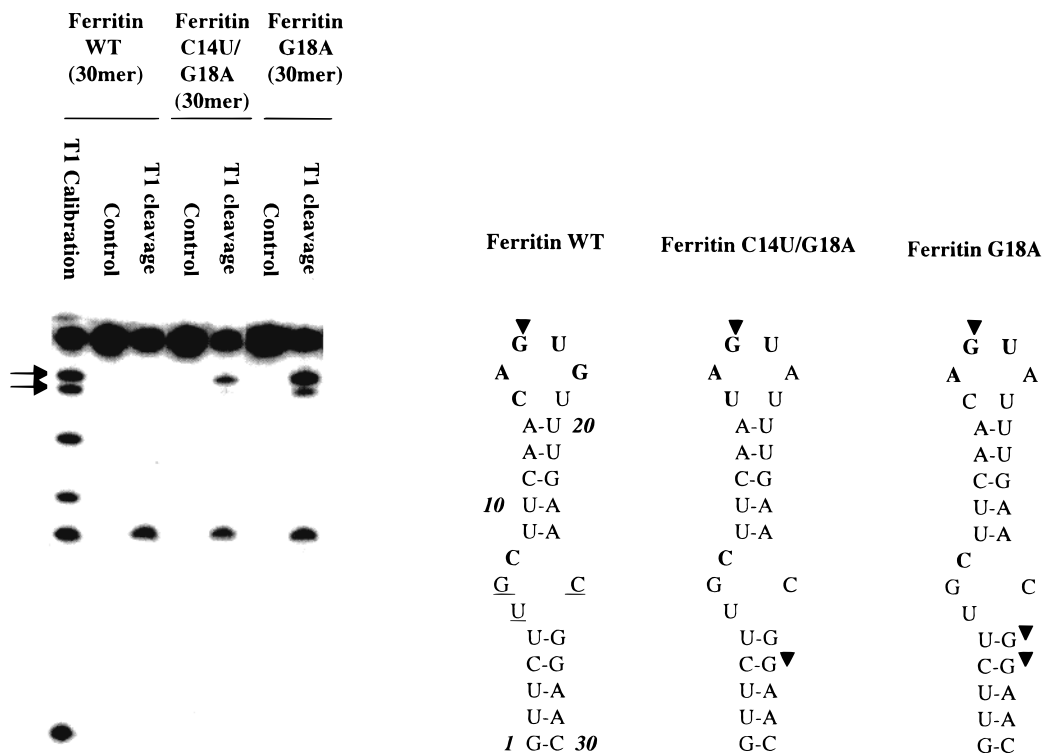 Ferritin WT (30mer)
Ferritin C14U/ G18A (30mer)
Ferritin G18A (30mer)
T1 Calibration
Control
T1 cleavage
Control
T1 cleavage
Control
T1 cleavage
Ferritin WT
G U
A G
C U
A-U 20
A-U
C-G
10 U-A
U-A
C
G C
U
U-G
C-G
U-A
U-A
1 G-C 30
Ferritin C14U/G18A
G U
A A
U U
A-U
A-U
C-G
U-A
U-A
C
G C
U
U-G
C-G
U-A
U-A
G-C
Ferritin G18A
G U
A A
C U
A-U
A-U
C-G
U-A
U-A
C
G C
U
U-G
C-G
U-A
U-A
G-C